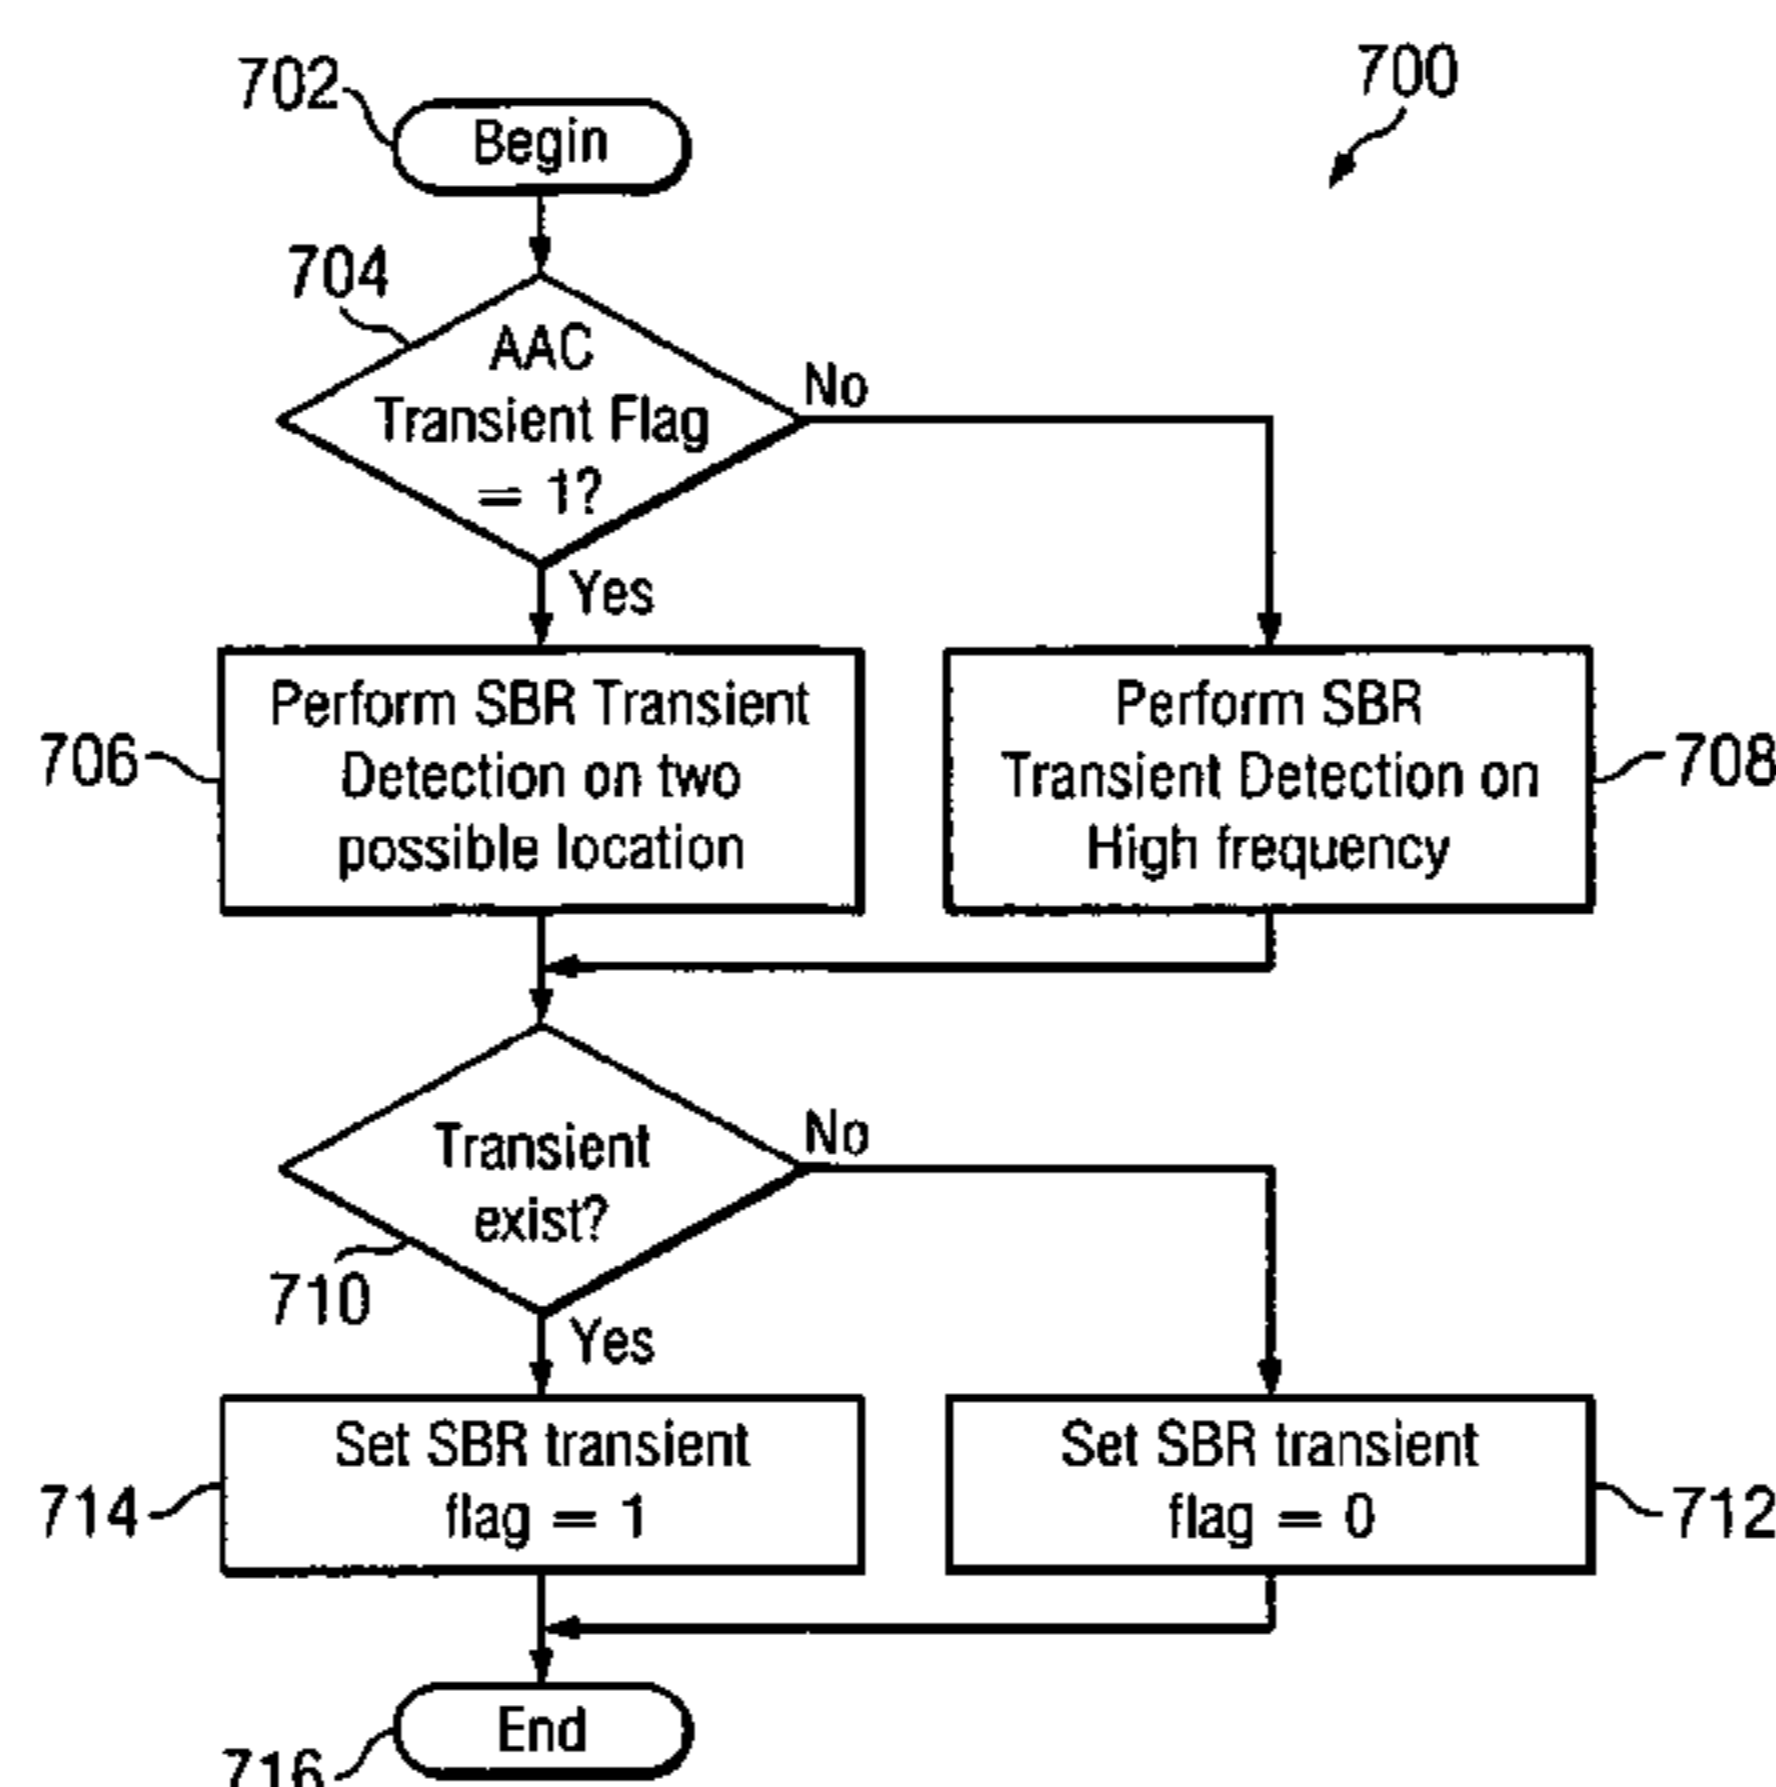 702
Begin
700
704
AAC
Transient Flag
= 1?
No
Yes
706
Perform SBR Transient
Detection on two
possible location
Perform SBR
Transient Detection on
High frequency
708
Transient
exist?
No
710
Yes
714
Set SBR transient
flag = 1
Set SBR transient
flag = 0
712
End
716